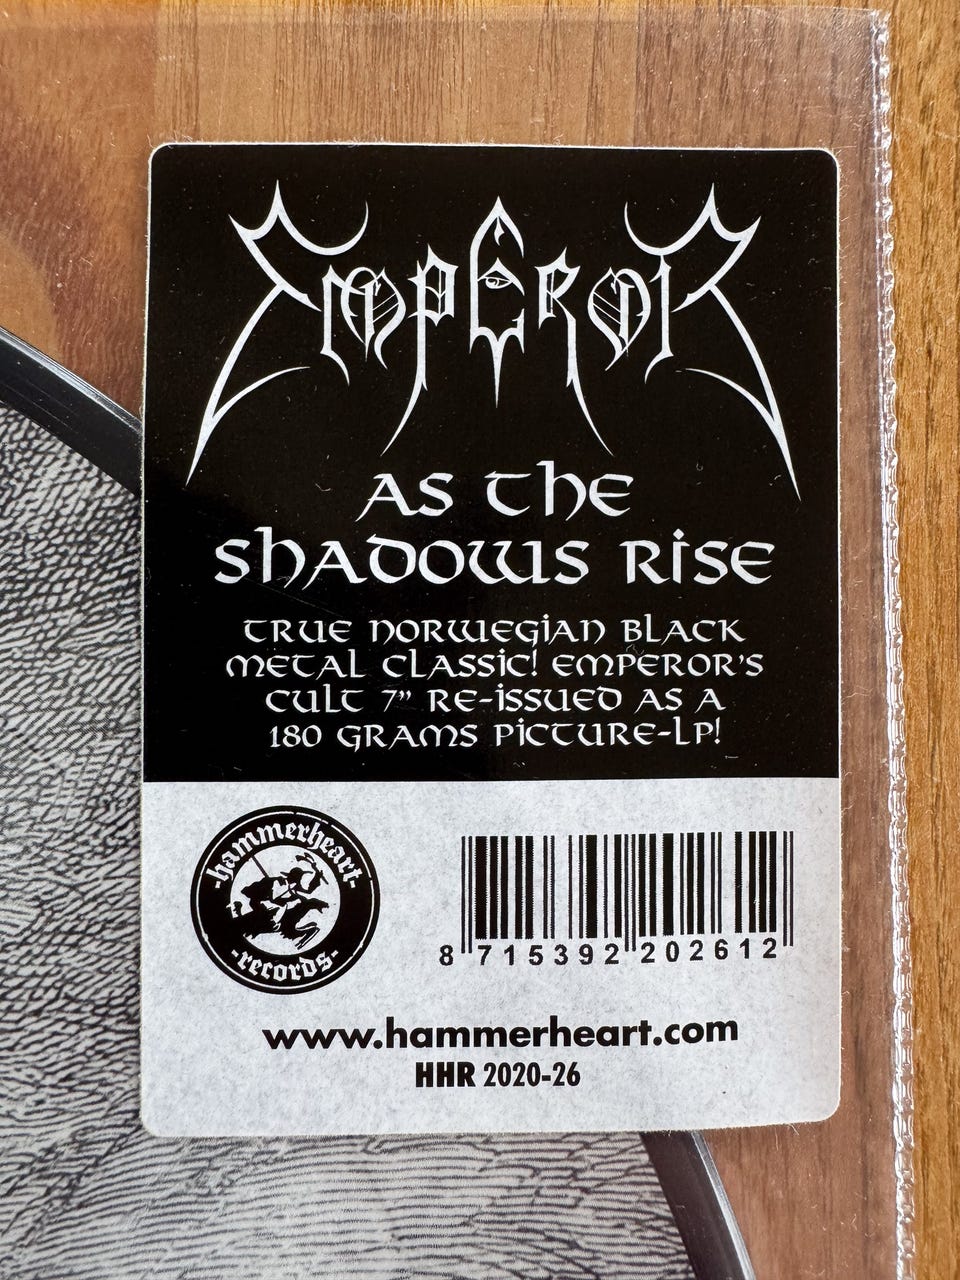 EMPEROR
AS THE
SHADOWS RISE
TRUE NORWEGIAN BLACK
METAL CLASSIC! EMPEROR'S
CULT 7" RE-ISSUED AS A
180 GRAMS PICTURE-LP!
-hammerheart-
-records-
8 715392 202612
www.hammerheart.com
HHR 2020-26